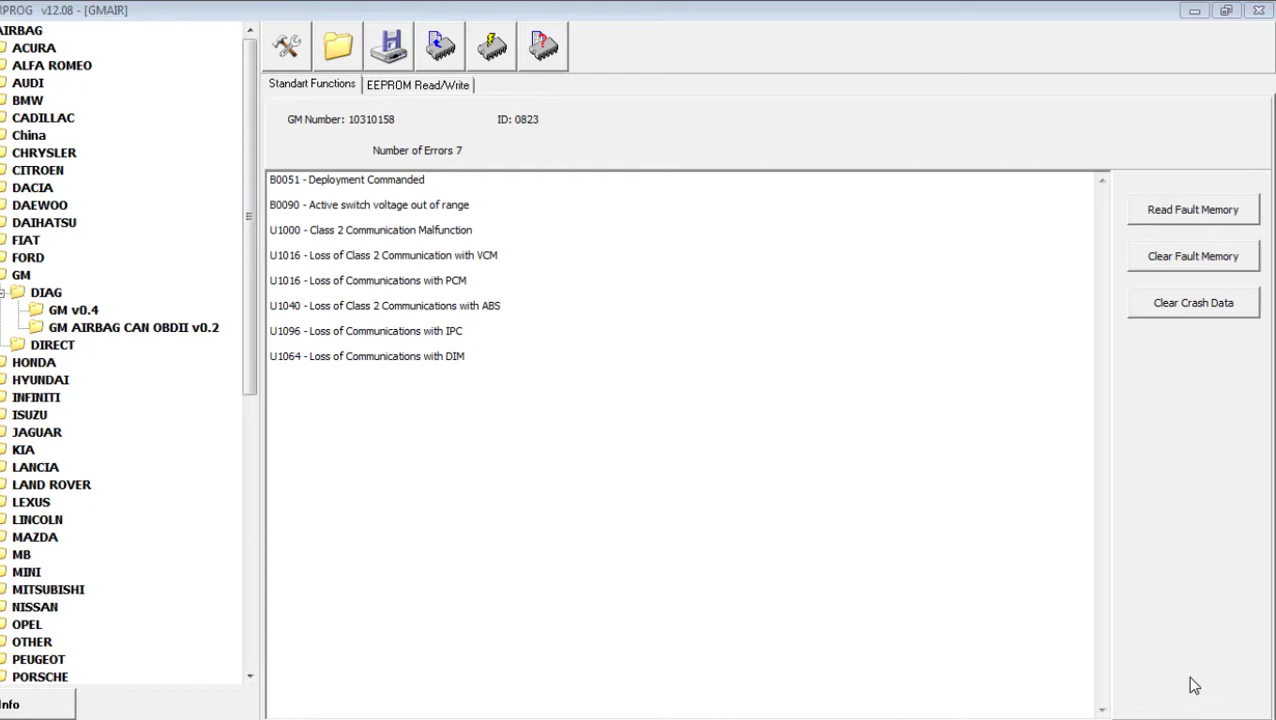 RPROG v12.08 - [GMAIR]
AIRBAG
ACURA
ALFA ROMEO
AUDI
BMW
CADILLAC
China
CHRYSLER
CITROEN
DACIA
DAEWOO
DAIHATSU
FIAT
FORD
GM
DIAG
GM v0.4
GM AIRBAG CAN OBDII v0.2
DIRECT
HONDA
HYUNDAI
INFINITI
ISUZU
JAGUAR
KIA
LANCIA
LAND ROVER
LEXUS
LINCOLN
MAZDA
MB
MINI
MITSUBISHI
NISSAN
OPEL
OTHER
PEUGEOT
PORSCHE
Info
Standart Functions EEPROM Read/Write
GM Number: 10310158 ID: 0823
Number of Errors 7
B0051 - Deployment Commanded
B0090 - Active switch voltage out of range
U1000 - Class 2 Communication Malfunction
U1016 - Loss of Class 2 Communication with VCM
U1016 - Loss of Communications with PCM
U1040 - Loss of Class 2 Communications with ABS
U1096 - Loss of Communications with IPC
U1064 - Loss of Communications with DIM
Read Fault Memory
Clear Fault Memory
Clear Crash Data